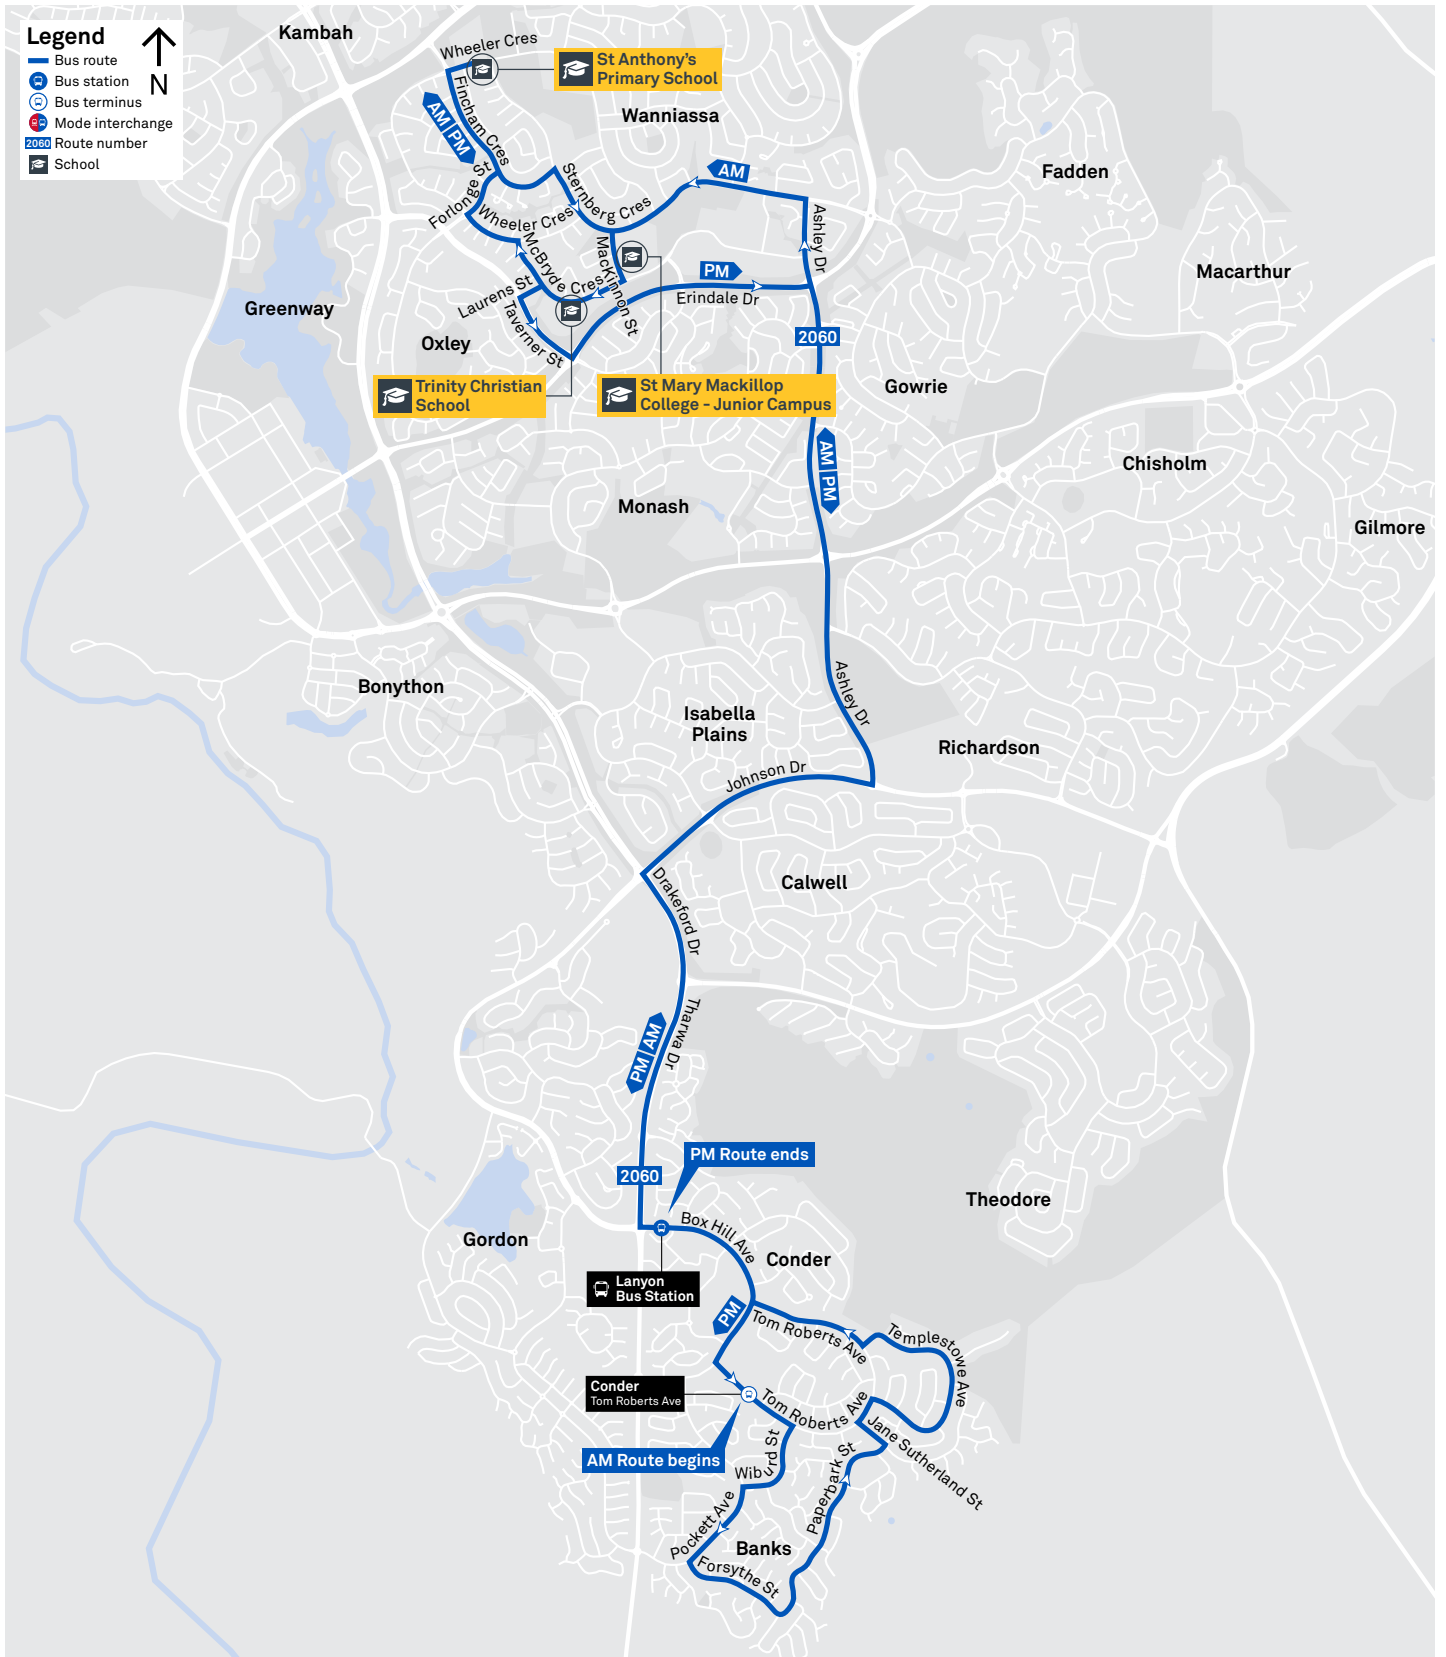 Legend
N
Bus route
Bus station
Bus terminus
Mode interchange
2060 Route number
School
Kambah
Wheeler Cres
St Anthony's
Primary School
Wanniassa
Fincham Cres
AM | PM
Fadden
AM
Sternberg Cres
Forlonge St
Wheeler Cres
Ashley Dr
McBryde Cres
MacKinnon St
Macarthur
PM
Laurens St
Erindale Dr
Greenway
Taverner St
Oxley
2060
Trinity Christian
School
St Mary Mackillop
College - Junior Campus
Gowrie
AM | PM
Chisholm
Monash
Gilmore
Bonython
Ashley Dr
Isabella
Plains
Richardson
Johnson Dr
Calwell
Drakeford Dr
Tharwa Dr
PM | AM
PM Route ends
2060
Theodore
Box Hill Ave
Gordon
Conder
Lanyon
Bus Station
PM
Tom Roberts Ave
Templestowe Ave
Conder
Tom Roberts Ave
Tom Roberts Ave
Jane Sutherland St
AM Route begins
Wiburd St
Paperbark St
Pockett Ave
Banks
Forsythe St